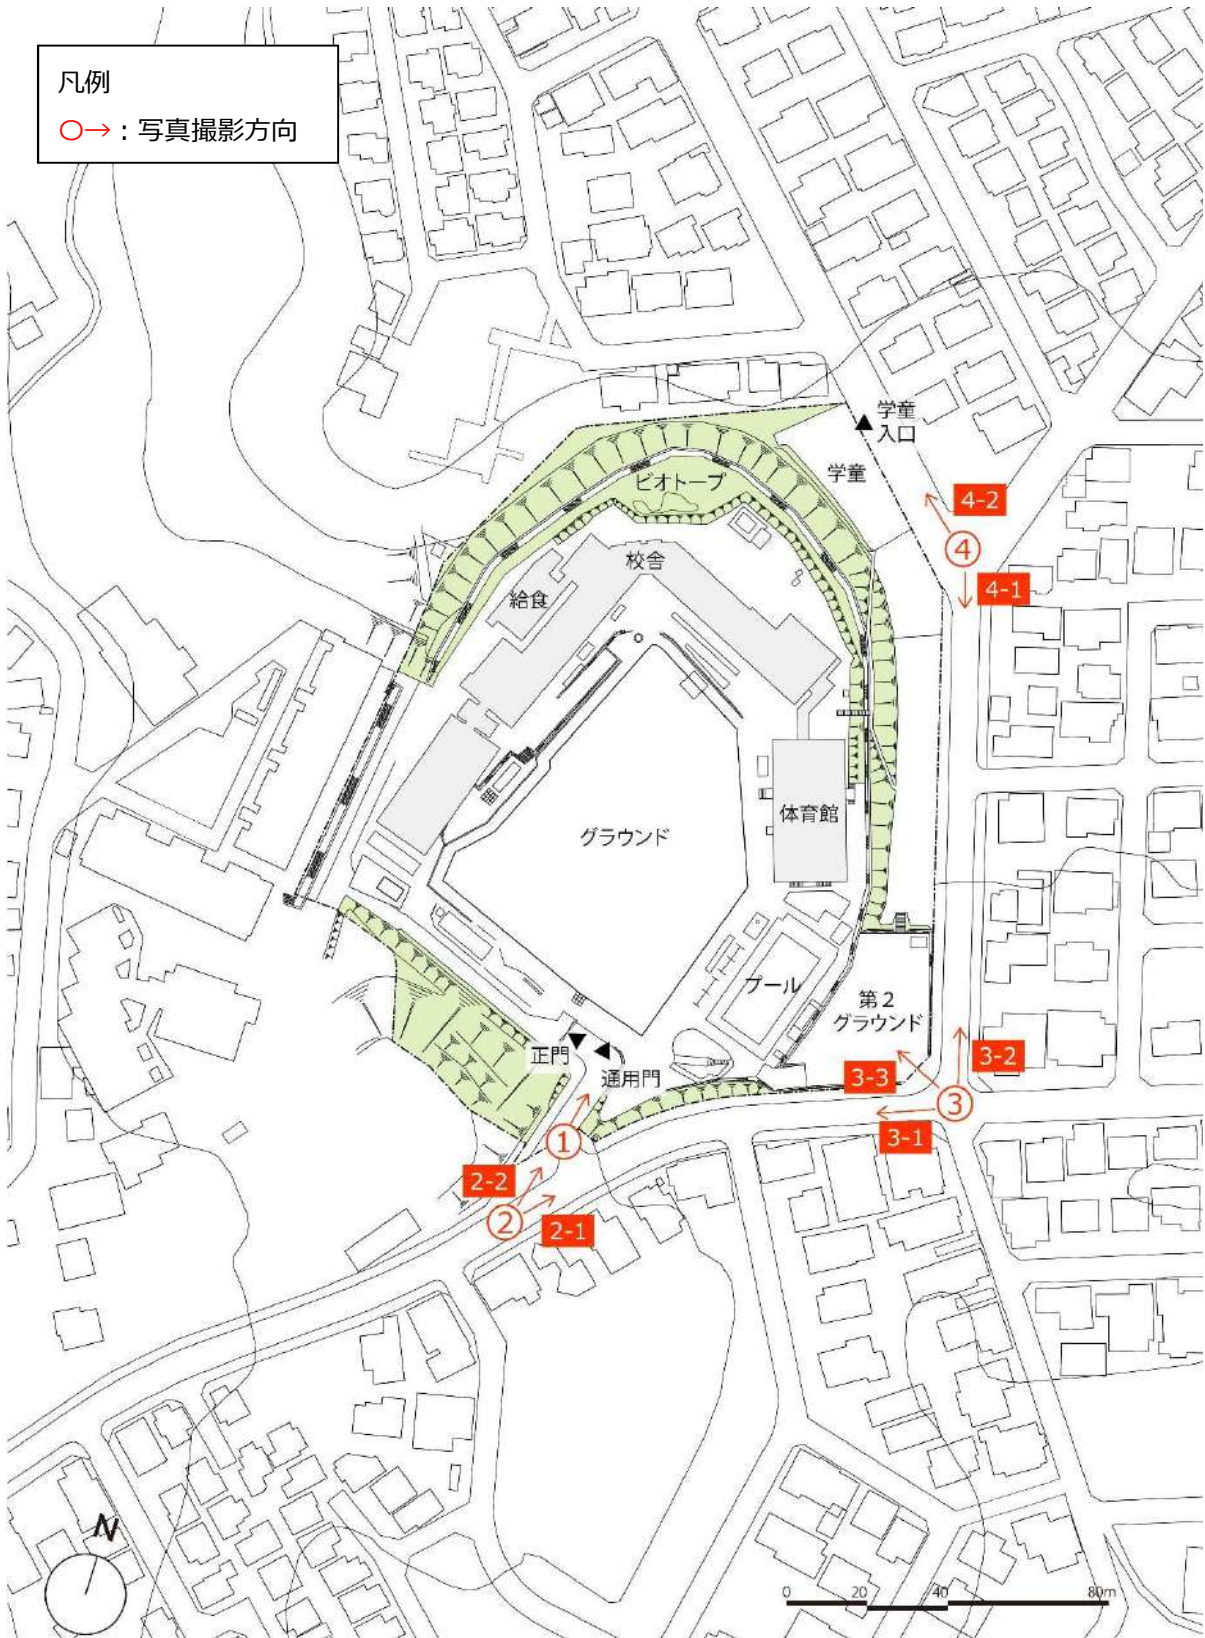 凡例
○→：写真撮影方向
学童
入口
学童
ビオトープ
4-2
④
校舎
4-1
給食
体育館
グラウンド
プール
第２
グラウンド
正門
通用門
3-2
3-3
③
3-1
①
2-2
②
2-1
N
0 20 40 80m